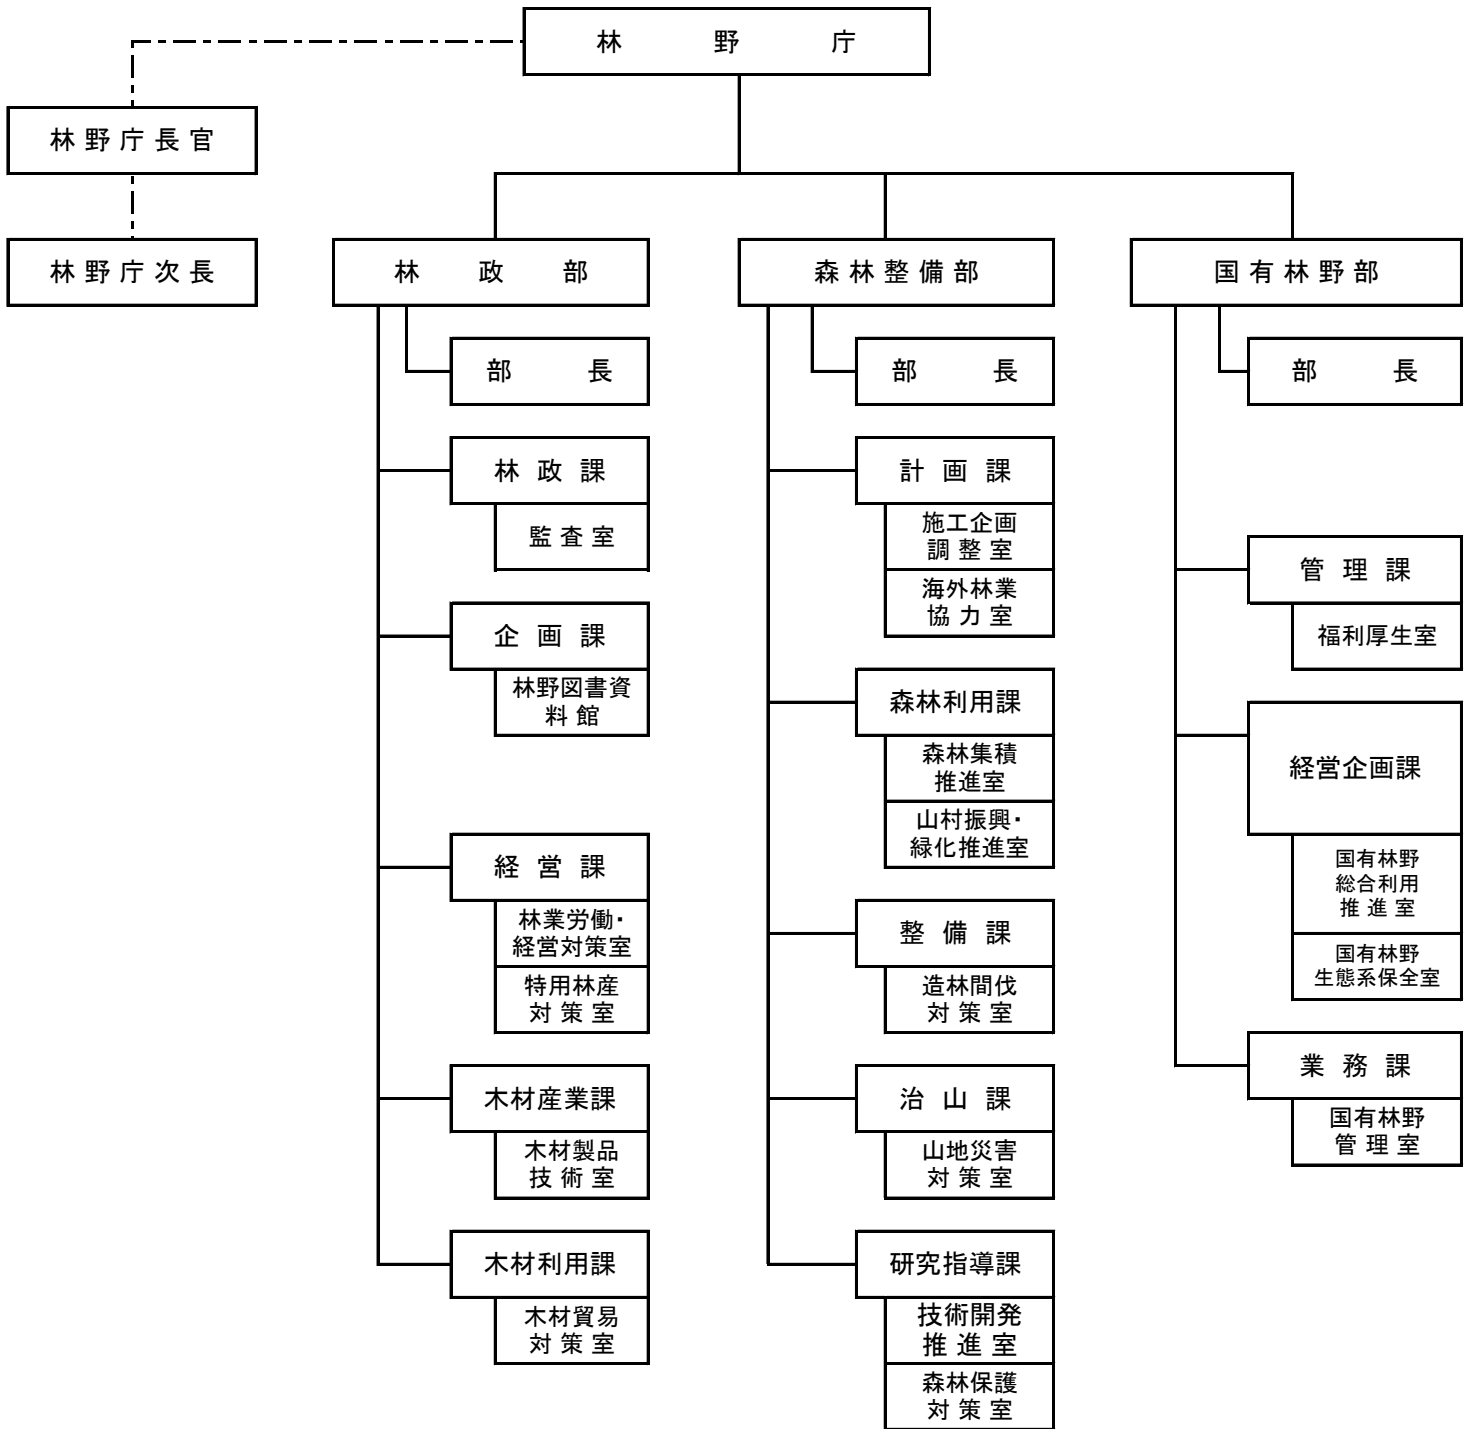 林野庁
林野庁長官
林野庁次長
林政部
部長
林政課
監査室
企画課
林野図書資
料館
経営課
林業労働・
経営対策室
特用林産
対策室
木材産業課
木材製品
技術室
木材利用課
木材貿易
対策室
森林整備部
部長
計画課
施工企画
調整室
海外林業
協力室
森林利用課
森林集積
推進室
山村振興・
緑化推進室
整備課
造林間伐
対策室
治山課
山地災害
対策室
研究指導課
技術開発
推進室
森林保護
対策室
国有林野部
部長
管理課
福利厚生室
経営企画課
国有林野
総合利用
推進室
国有林野
生態系保全室
業務課
国有林野
管理室